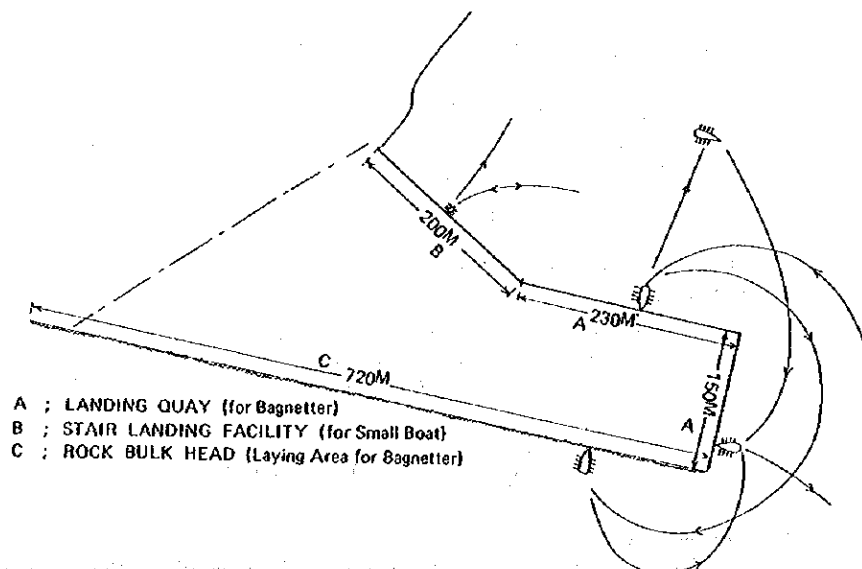 200M
B
A
230M
150M
A
C
720M
A ; LANDING QUAY (for Bagnetter)
B ; STAIR LANDING FACILITY (for Small Boat)
C ; ROCK BULK HEAD (Laying Area for Bagnetter)